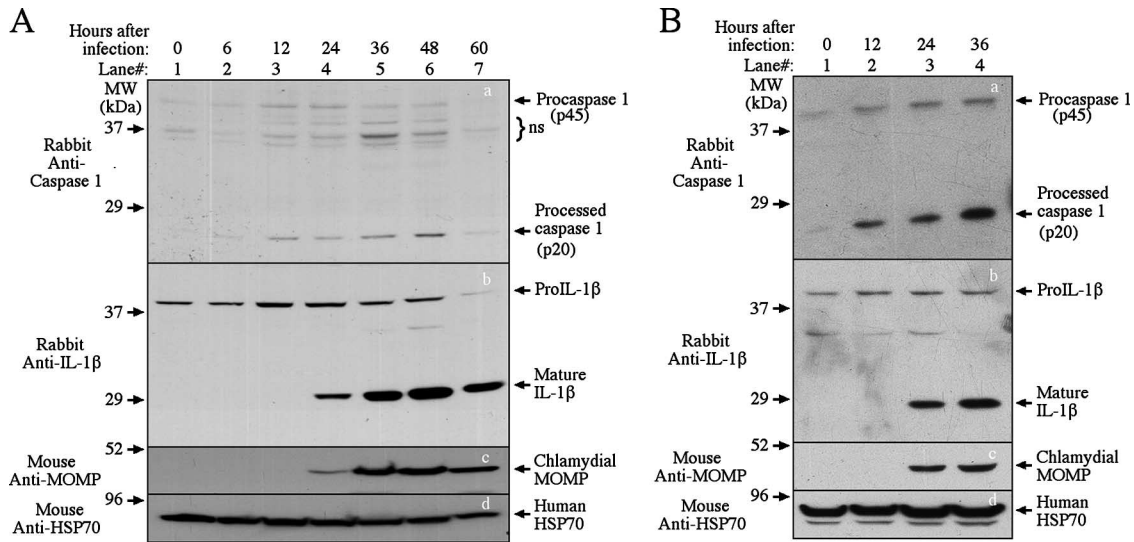 A
Hours after
infection: 0 6 12 24 36 48 60
Lane#: 1 2 3 4 5 6 7
MW
(kDa)
a
Procaspase 1
(p45)
37
ns
Rabbit
Anti-
Caspase 1
29
Processed
caspase 1
(p20)
b
ProIL-1β
37
Rabbit
Anti-IL-1β
Mature
IL-1β
29
52
Mouse
Anti-MOMP
c
Chlamydial
MOMP
96
Mouse
Anti-HSP70
d
Human
HSP70
B
Hours after
infection: 0 12 24 36
Lane#: 1 2 3 4
MW
(kDa)
a
Procaspase 1
(p45)
37
Rabbit
Anti-
Caspase 1
29
Processed
caspase 1
(p20)
b
ProIL-1β
37
Rabbit
Anti-IL-1β
29
Mature
IL-1β
52
Mouse
Anti-MOMP
c
Chlamydial
MOMP
96
Mouse
Anti-HSP70
d
Human
HSP70